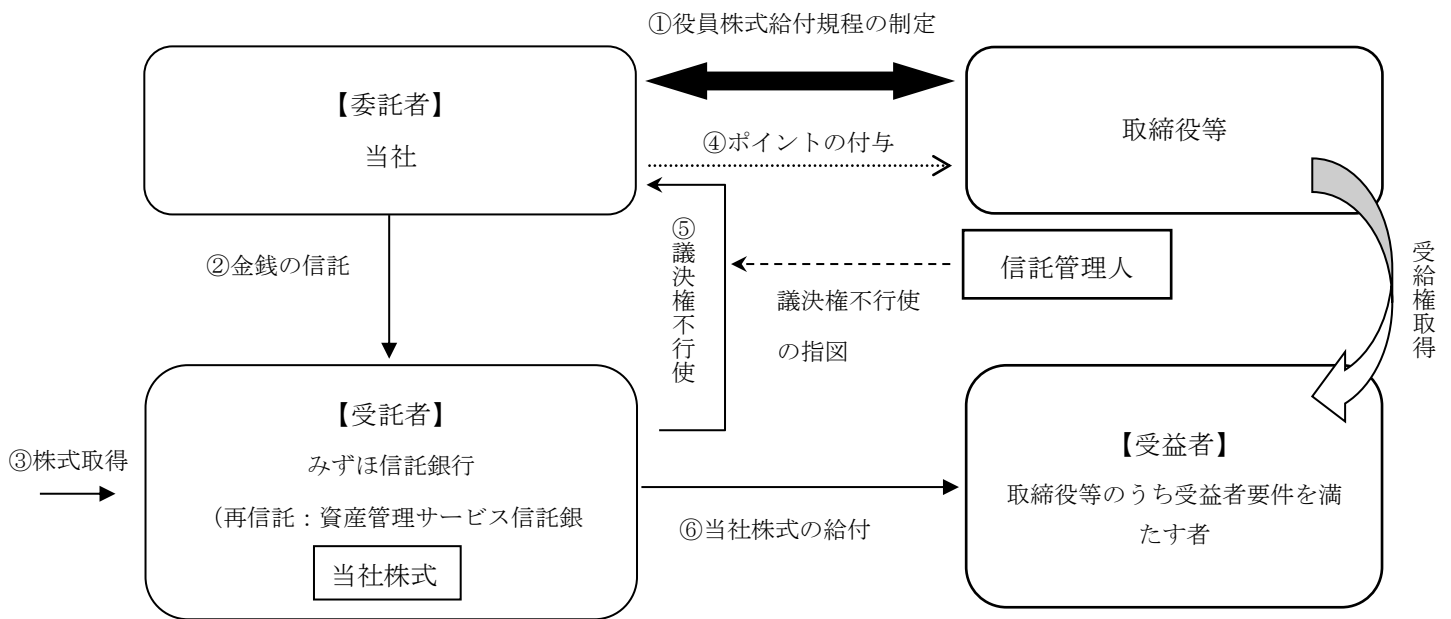 ①役員株式給付規程の制定
【委託者】
当社
取締役等
④ポイントの付与
②金銭の信託
⑤議決権不行使
信託管理人
議決権不行使
の指図
受給権取得
【受託者】
みずほ信託銀行
(再信託:資産管理サービス信託銀
当社株式
③株式取得
⑥当社株式の給付
【受益者】
取締役等のうち受益者要件を満
たす者